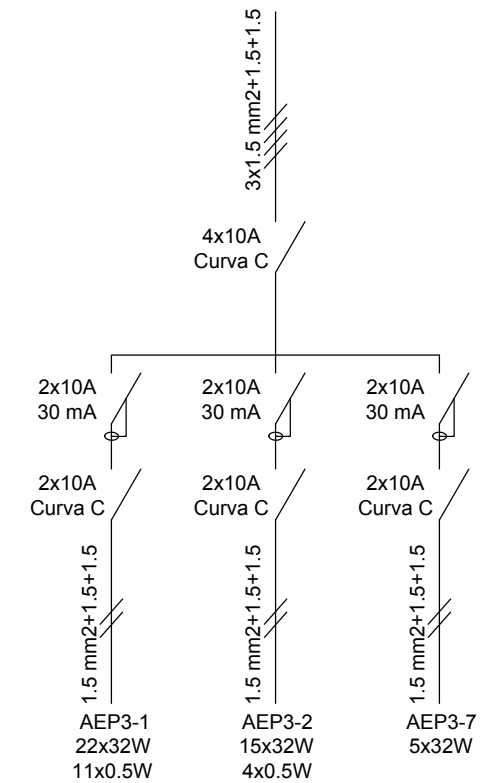 3x1.5 mm2+1.5+1.5
4x10A
Curva C
2x10A
30 mA
2x10A
30 mA
2x10A
30 mA
2x10A
Curva C
2x10A
Curva C
2x10A
Curva C
1.5 mm2+1.5+1.5
1.5 mm2+1.5+1.5
1.5 mm2+1.5+1.5
AEP3-1
22x32W
11x0.5W
AEP3-2
15x32W
4x0.5W
AEP3-7
5x32W